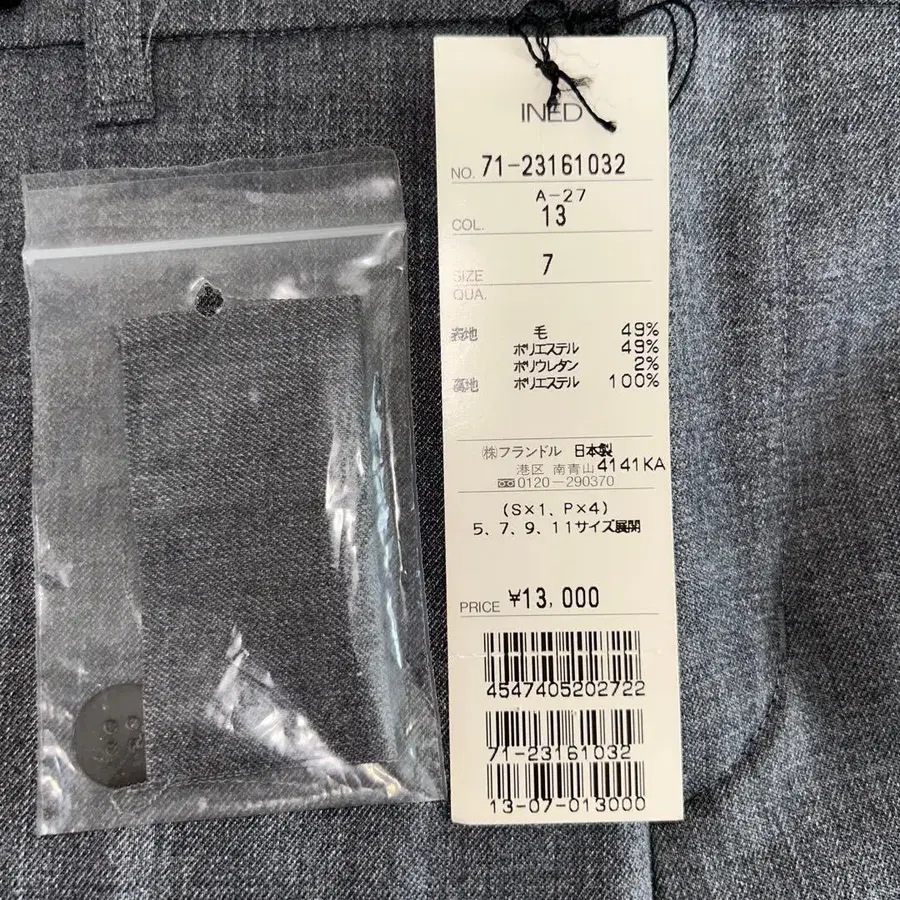 INED
NO. 71-23161032
A-27
COL. 13
SIZE 7
QUA.
表地 毛 49%
ポリエステル 49%
ポリウレタン 2%
裏地 ポリエステル 100%
㈱フランドル 日本製
港区 南青山 4141KA
0120-290370
(S×1、P×4)
5、7、9、11サイズ展開
PRICE ¥13,000
4547405202722
71-23161032
13-07-013000